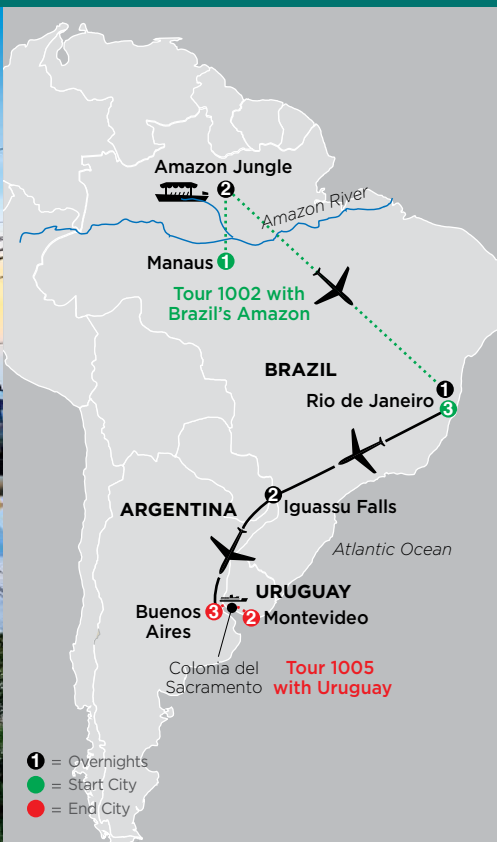 Amazon Jungle
2
Amazon River
Manaus 1
Tour 1002 with
Brazil's Amazon
BRAZIL
1
Rio de Janeiro 3
2
Iguassu Falls
ARGENTINA
Atlantic Ocean
URUGUAY
Buenos 3
Aires
2 Montevideo
Colonia del
Sacramento
Tour 1005
with Uruguay
1 = Overnights
= Start City
= End City